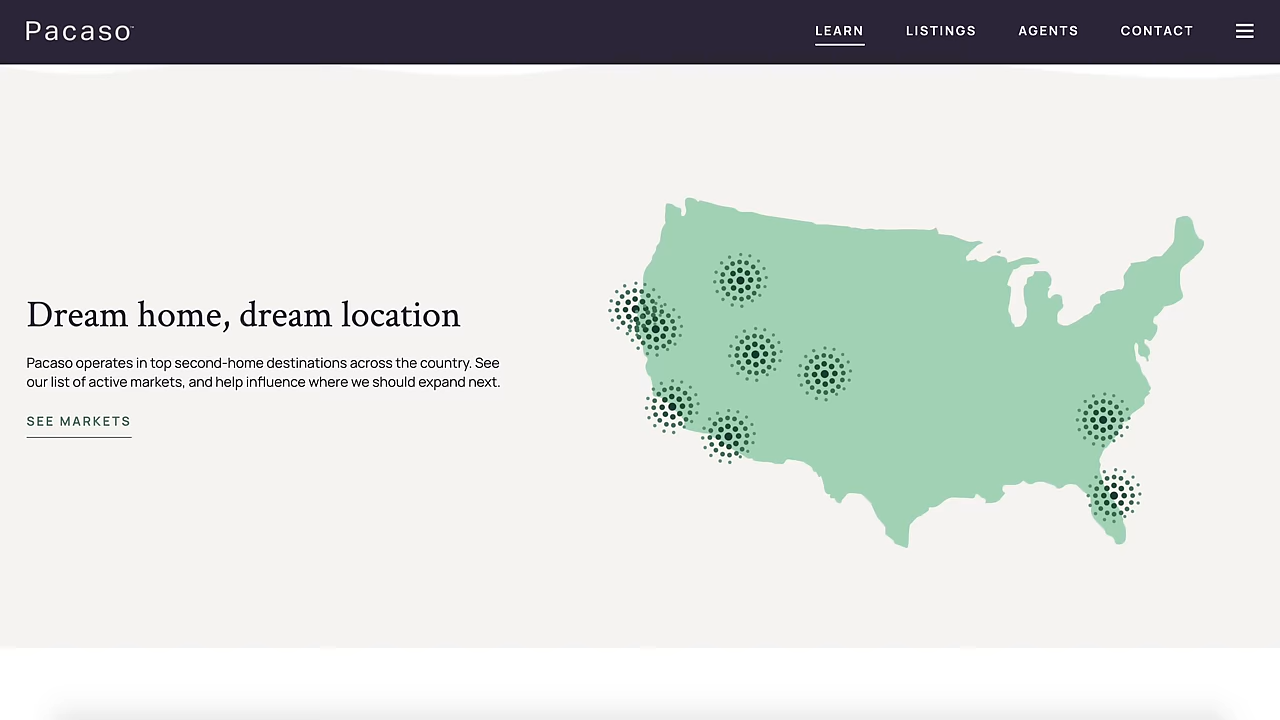 Pacaso™
LEARN LISTINGS AGENTS CONTACT
Dream home, dream location
Pacaso operates in top second-home destinations across the country. See
our list of active markets, and help influence where we should expand next.
SEE MARKETS